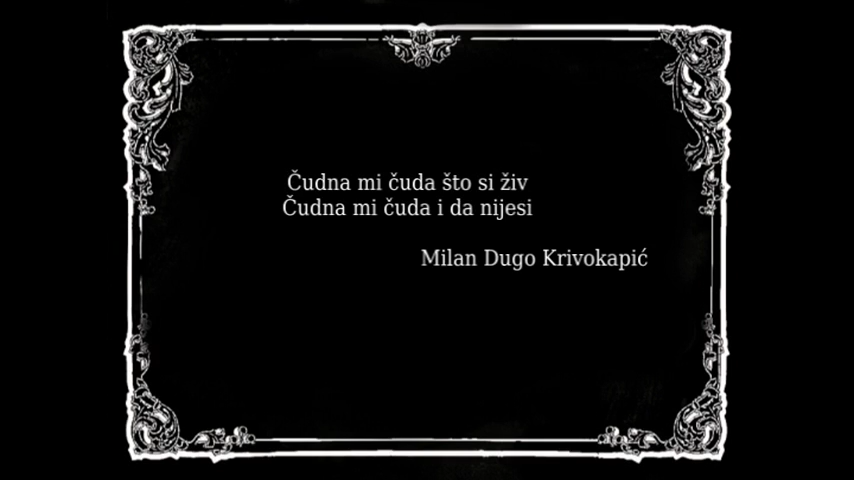 Čudna mi čuda što si živ
Čudna mi čuda i da nijesi
Milan Dugo Krivokapić